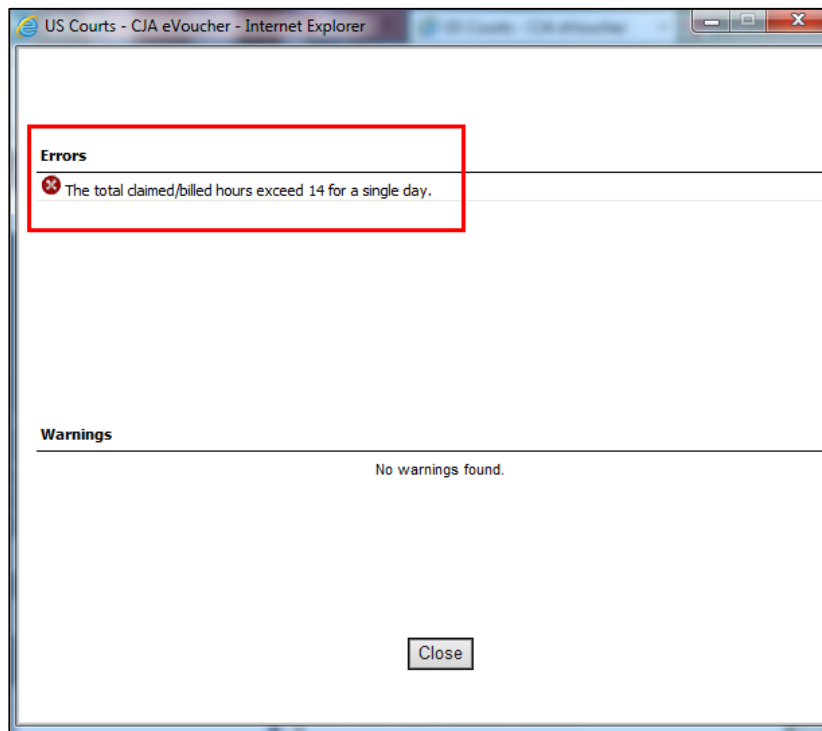 US Courts - CJA eVoucher - Internet Explorer
Errors
The total claimed/billed hours exceed 14 for a single day.
Warnings
No warnings found.
Close